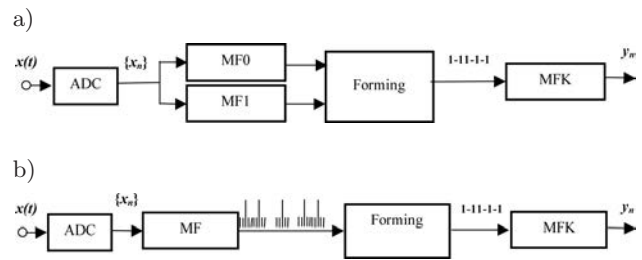 a)
x(t)
ADC
{xₙ}
MF0
MF1
Forming
1-11-1-1
MFK
yₙ
b)
x(t)
ADC
{xₙ}
MF
Forming
1-11-1-1
MFK
yₙ